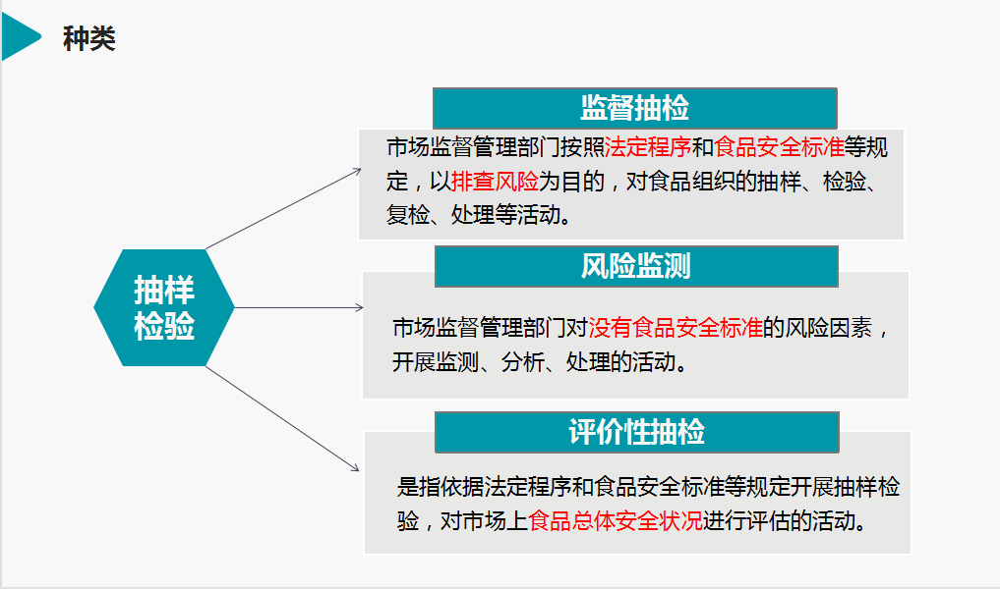 种类
抽样
检验
监督抽检
市场监督管理部门按照法定程序和食品安全标准等规
定，以排查风险为目的，对食品组织的抽样、检验、
复检、处理等活动。
风险监测
市场监督管理部门对没有食品安全标准的风险因素，
开展监测、分析、处理的活动。
评价性抽检
是指依据法定程序和食品安全标准等规定开展抽样检
验，对市场上食品总体安全状况进行评估的活动。